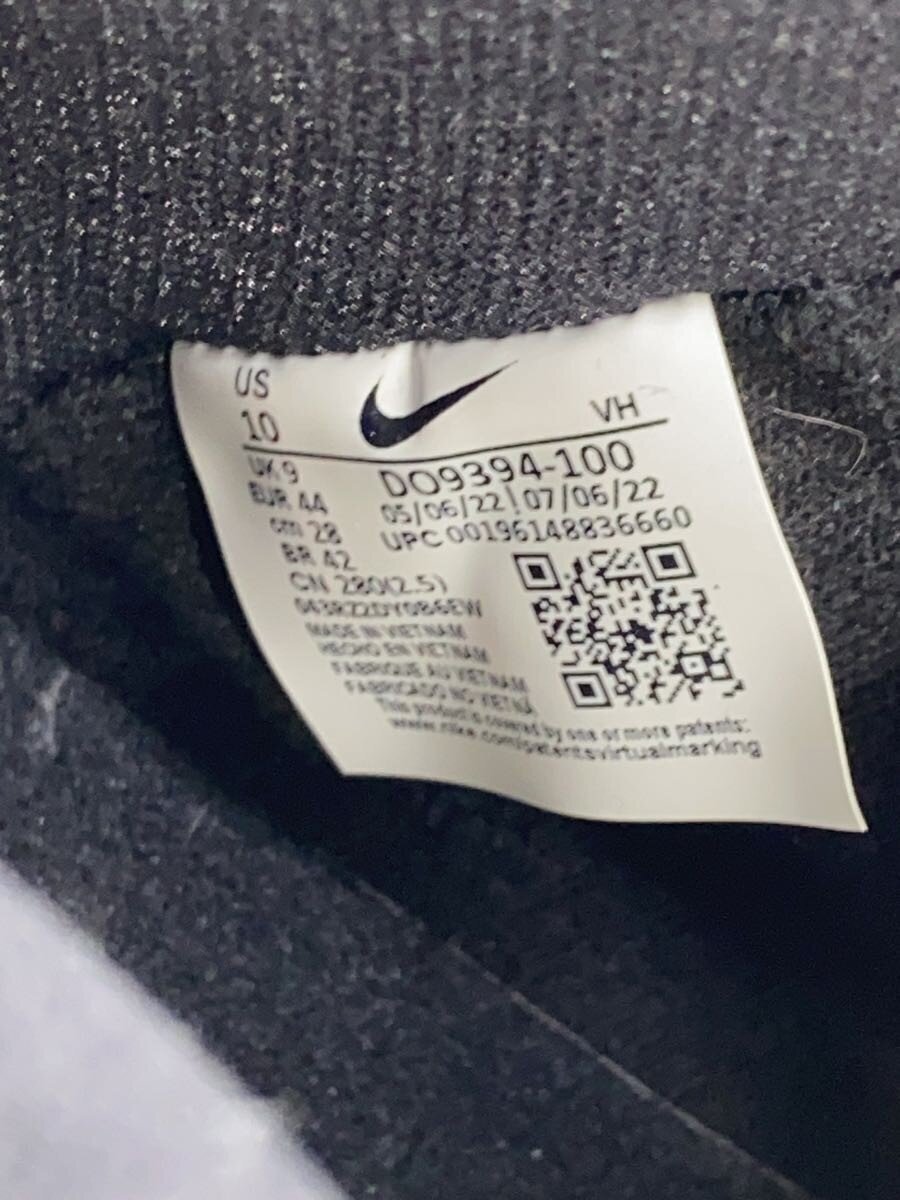 US
10
VH
UK 9
EUR 44
cm 28
BR 42
CN 280(2.5)
DO9394-100
05/06/22 | 07/06/22
UPC 00196148836660
MADE IN VIETNAM
HECHO EN VIETNAM
FABRIQUE AU VIETNAM
FABRICADO NO VIETNÃ
This product is covered by one or more patents:
www.nike.com/patentsvirtualmarking